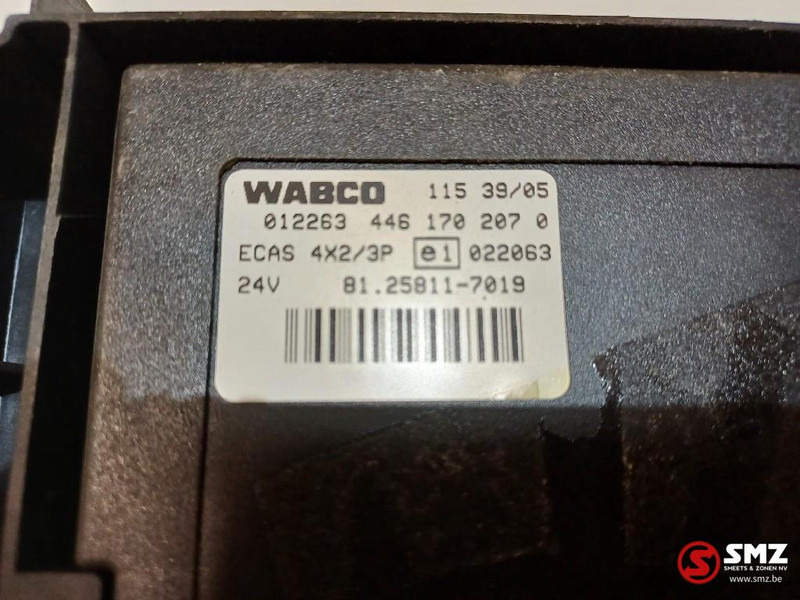 WABCO 115 39/05
012263 446 170 207 0
ECAS 4X2/3P e1 022063
24V 81.25811-7019
SMZ
SMEETS & ZONEN NV
www.smz.be